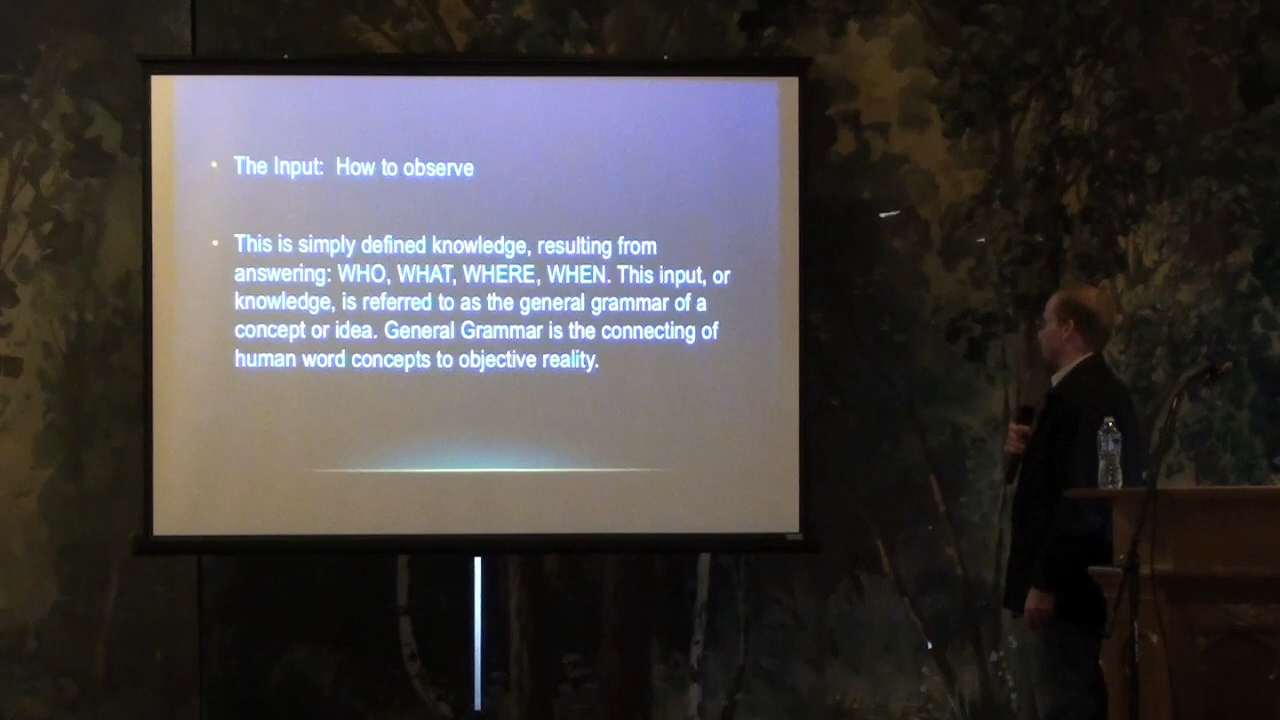 • The Input:  How to observe
• This is simply defined knowledge, resulting from
answering: WHO, WHAT, WHERE, WHEN. This input, or
knowledge, is referred to as the general grammar of a
concept or idea. General Grammar is the connecting of
human word concepts to objective reality.